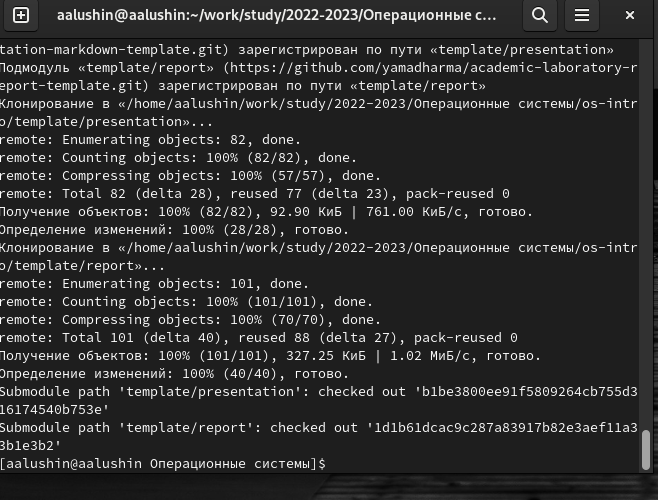 aalushin@aalushin:~/work/study/2022-2023/Операционные с...
tation-markdown-template.git) зарегистрирован по пути «template/presentation»
Подмодуль «template/report» (https://github.com/yamadharma/academic-laboratory-r
eport-template.git) зарегистрирован по пути «template/report»
Клонирование в «/home/aalushin/work/study/2022-2023/Операционные системы/os-intr
o/template/presentation»...
remote: Enumerating objects: 82, done.
remote: Counting objects: 100% (82/82), done.
remote: Compressing objects: 100% (57/57), done.
remote: Total 82 (delta 28), reused 77 (delta 23), pack-reused 0
Получение объектов: 100% (82/82), 92.90 КиБ | 761.00 КиБ/с, готово.
Определение изменений: 100% (28/28), готово.
Клонирование в «/home/aalushin/work/study/2022-2023/Операционные системы/os-intr
o/template/report»...
remote: Enumerating objects: 101, done.
remote: Counting objects: 100% (101/101), done.
remote: Compressing objects: 100% (70/70), done.
remote: Total 101 (delta 40), reused 88 (delta 27), pack-reused 0
Получение объектов: 100% (101/101), 327.25 КиБ | 1.02 МиБ/с, готово.
Определение изменений: 100% (40/40), готово.
Submodule path 'template/presentation': checked out 'b1be3800ee91f5809264cb755d3
16174540b753e'
Submodule path 'template/report': checked out '1d1b61dcac9c287a83917b82e3aef11a3
3b1e3b2'
[aalushin@aalushin Операционные системы]$